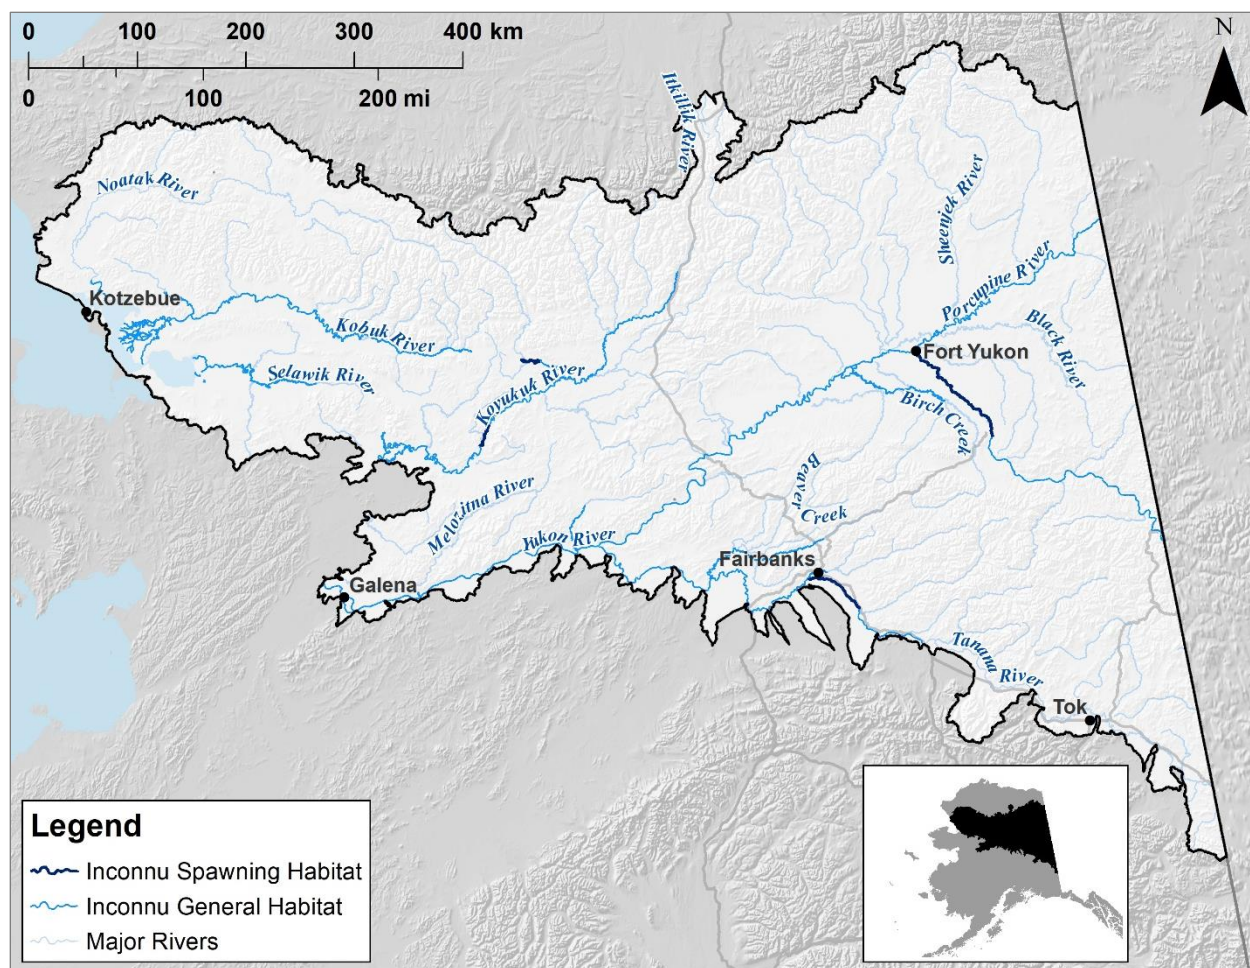 0 100 200 300 400 km
0 100 200 mi
N
Itkillik River
Noatak River
Sheenjek River
Porcupine River
Kotzebue
Kobuk River
Black River
Fort Yukon
Selawik River
Koyukuk River
Birch Creek
Beaver
Creek
Melozitna River
Yukon River
Fairbanks
Galena
Tanana River
Tok
Legend
Inconnu Spawning Habitat
Inconnu General Habitat
Major Rivers